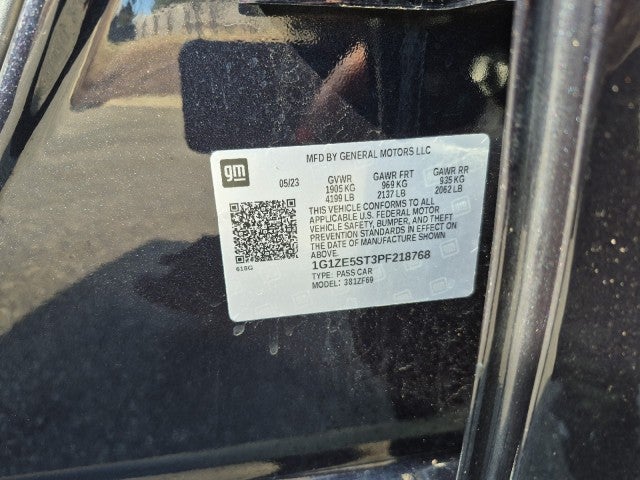 gm
MFD BY GENERAL MOTORS LLC
05/23 GVWR GAWR FRT GAWR RR
1905 KG 969 KG 935 KG
4199 LB 2137 LB 2062 LB
THIS VEHICLE CONFORMS TO ALL
APPLICABLE U.S. FEDERAL MOTOR
VEHICLE SAFETY, BUMPER, AND THEFT
PREVENTION STANDARDS IN EFFECT ON
THE DATE OF MANUFACTURE SHOWN
ABOVE.
618G
1G1ZE5ST3PF218768
TYPE: PASS CAR
MODEL: 381ZF69